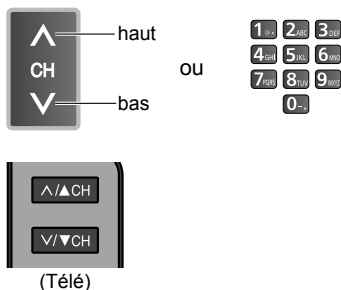 haut
CH
bas
ou
1 2ABC 3DEF
4GHI 5JKL 6MNO
7PQRS 8TUV 9WXYZ
0-.
∧/▲CH
∨/▼CH
(Télé)